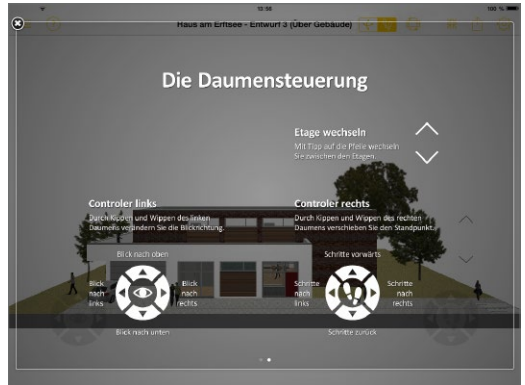 12:50
100 %
Haus am Erftsee - Entwurf 3 (Über Gebäude)
Die Daumensteuerung
Etage wechseln
Mit Tipp auf die Pfeile wechseln
Sie zwischen den Etagen.
Controler links
Durch Kippen und Wippen des linken
Daumens verändern Sie die Blickrichtung.
Blick nach oben
Blick
nach
links
Blick
nach
rechts
Blick nach unten
Controler rechts
Durch Kippen und Wippen des rechten
Daumens verschieben Sie den Standpunkt.
Schritte vorwärts
Schritte
nach
links
Schritte
nach
rechts
Schritte zurück